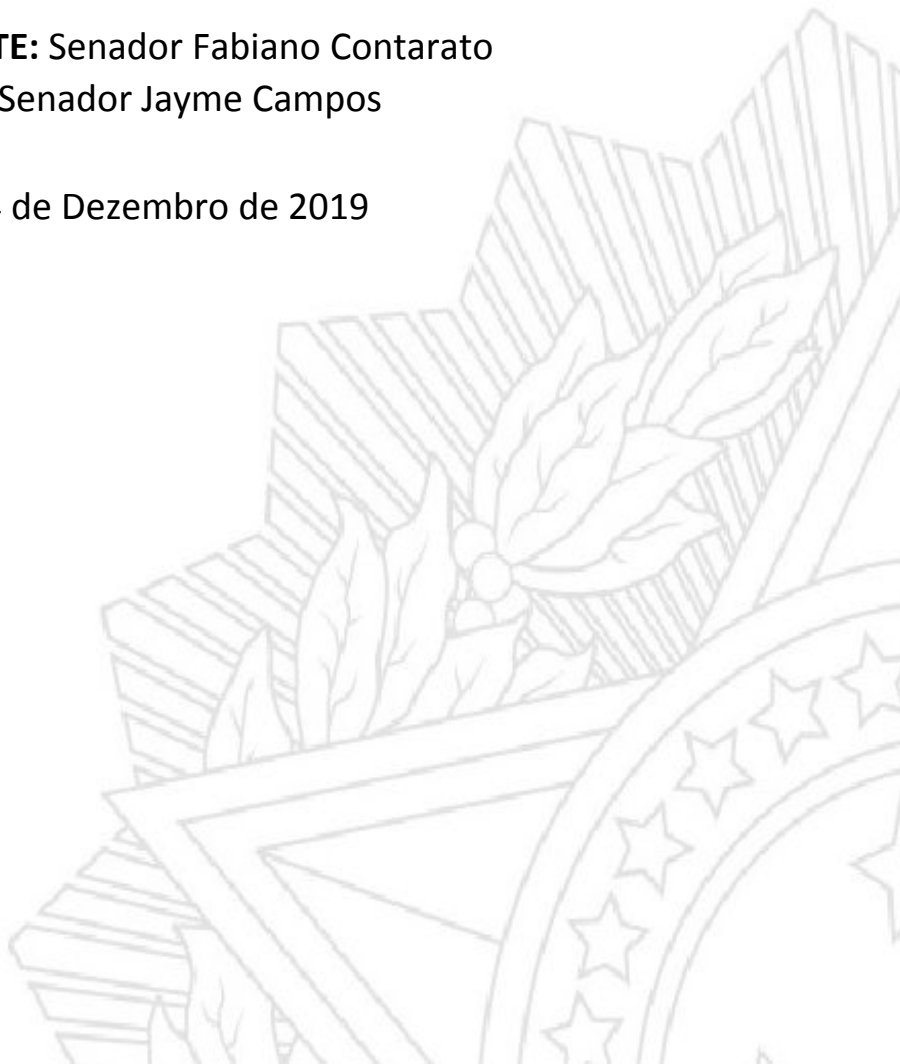 TE: Senador Fabiano Contarato
Senador Jayme Campos
de Dezembro de 2019